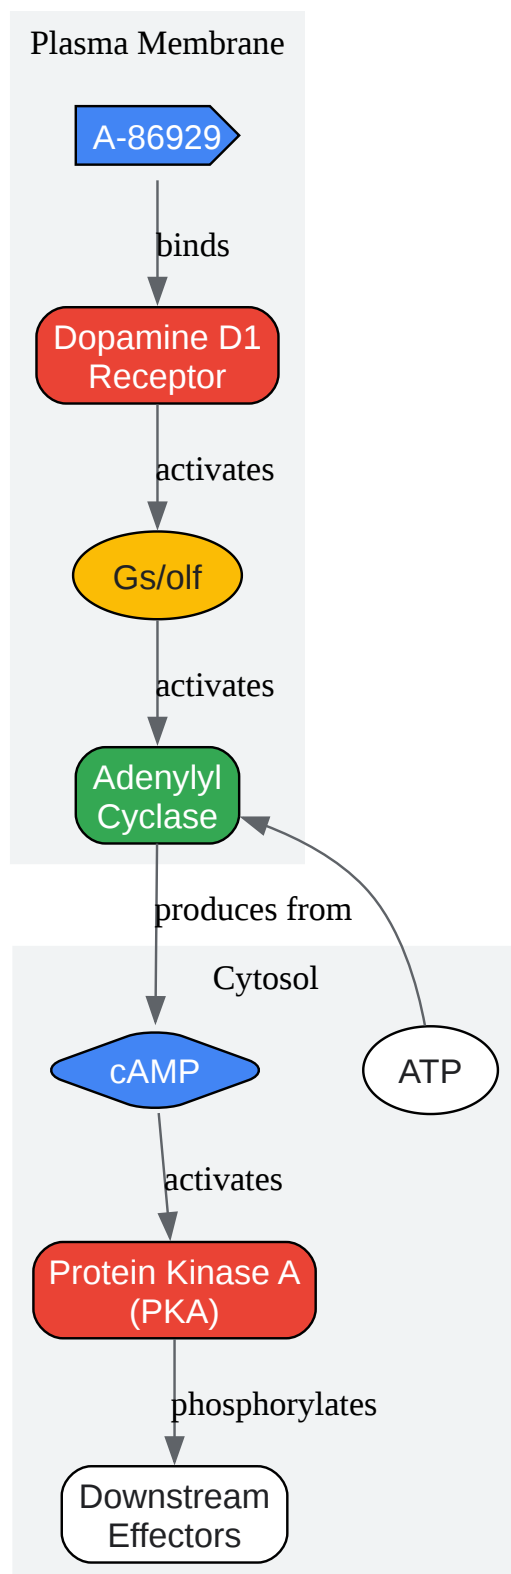 Plasma Membrane
A-86929
binds
Dopamine D1
Receptor
activates
Gs/olf
activates
Adenylyl
Cyclase
produces from
Cytosol
cAMP
ATP
activates
Protein Kinase A
(PKA)
phosphorylates
Downstream
Effectors